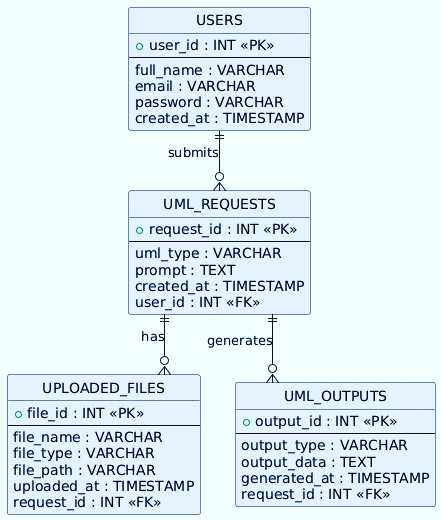 USERS
user_id : INT «PK»
full_name : VARCHAR
email : VARCHAR
password : VARCHAR
created_at : TIMESTAMP
submits
UML_REQUESTS
request_id : INT «PK»
uml_type : VARCHAR
prompt : TEXT
created_at : TIMESTAMP
user_id : INT «FK»
has
generates
UPLOADED_FILES
file_id : INT «PK»
file_name : VARCHAR
file_type : VARCHAR
file_path : VARCHAR
uploaded_at : TIMESTAMP
request_id : INT «FK»
UML_OUTPUTS
output_id : INT «PK»
output_type : VARCHAR
output_data : TEXT
generated_at : TIMESTAMP
request_id : INT «FK»